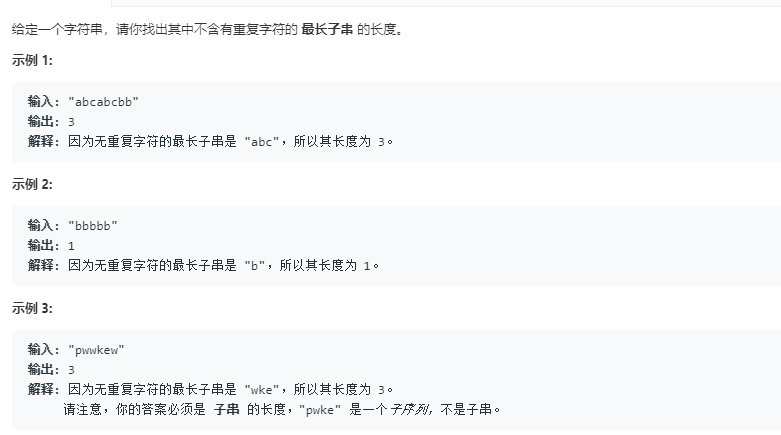 给定一个字符串，请你找出其中不含有重复字符的 最长子串 的长度。
示例 1:
输入: "abcabcbb"
输出: 3
解释: 因为无重复字符的最长子串是 "abc"，所以其长度为 3。
示例 2:
输入: "bbbbb"
输出: 1
解释: 因为无重复字符的最长子串是 "b"，所以其长度为 1。
示例 3:
输入: "pwwkew"
输出: 3
解释: 因为无重复字符的最长子串是 "wke"，所以其长度为 3。
请注意，你的答案必须是 子串 的长度，"pwke" 是一个子序列，不是子串。